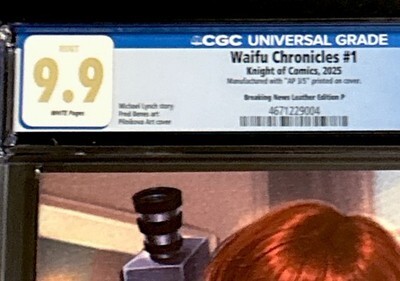 CGC UNIVERSAL GRADE
MINT
9.9
WHITE Pages
Waifu Chronicles #1
Knight of Comics, 2025
Manufactured with "AP 3/5" printed on cover.
Breaking News Leather Edition P
Michael Lynch story
Fred Benes art
Pilnikova Art cover
4671229004